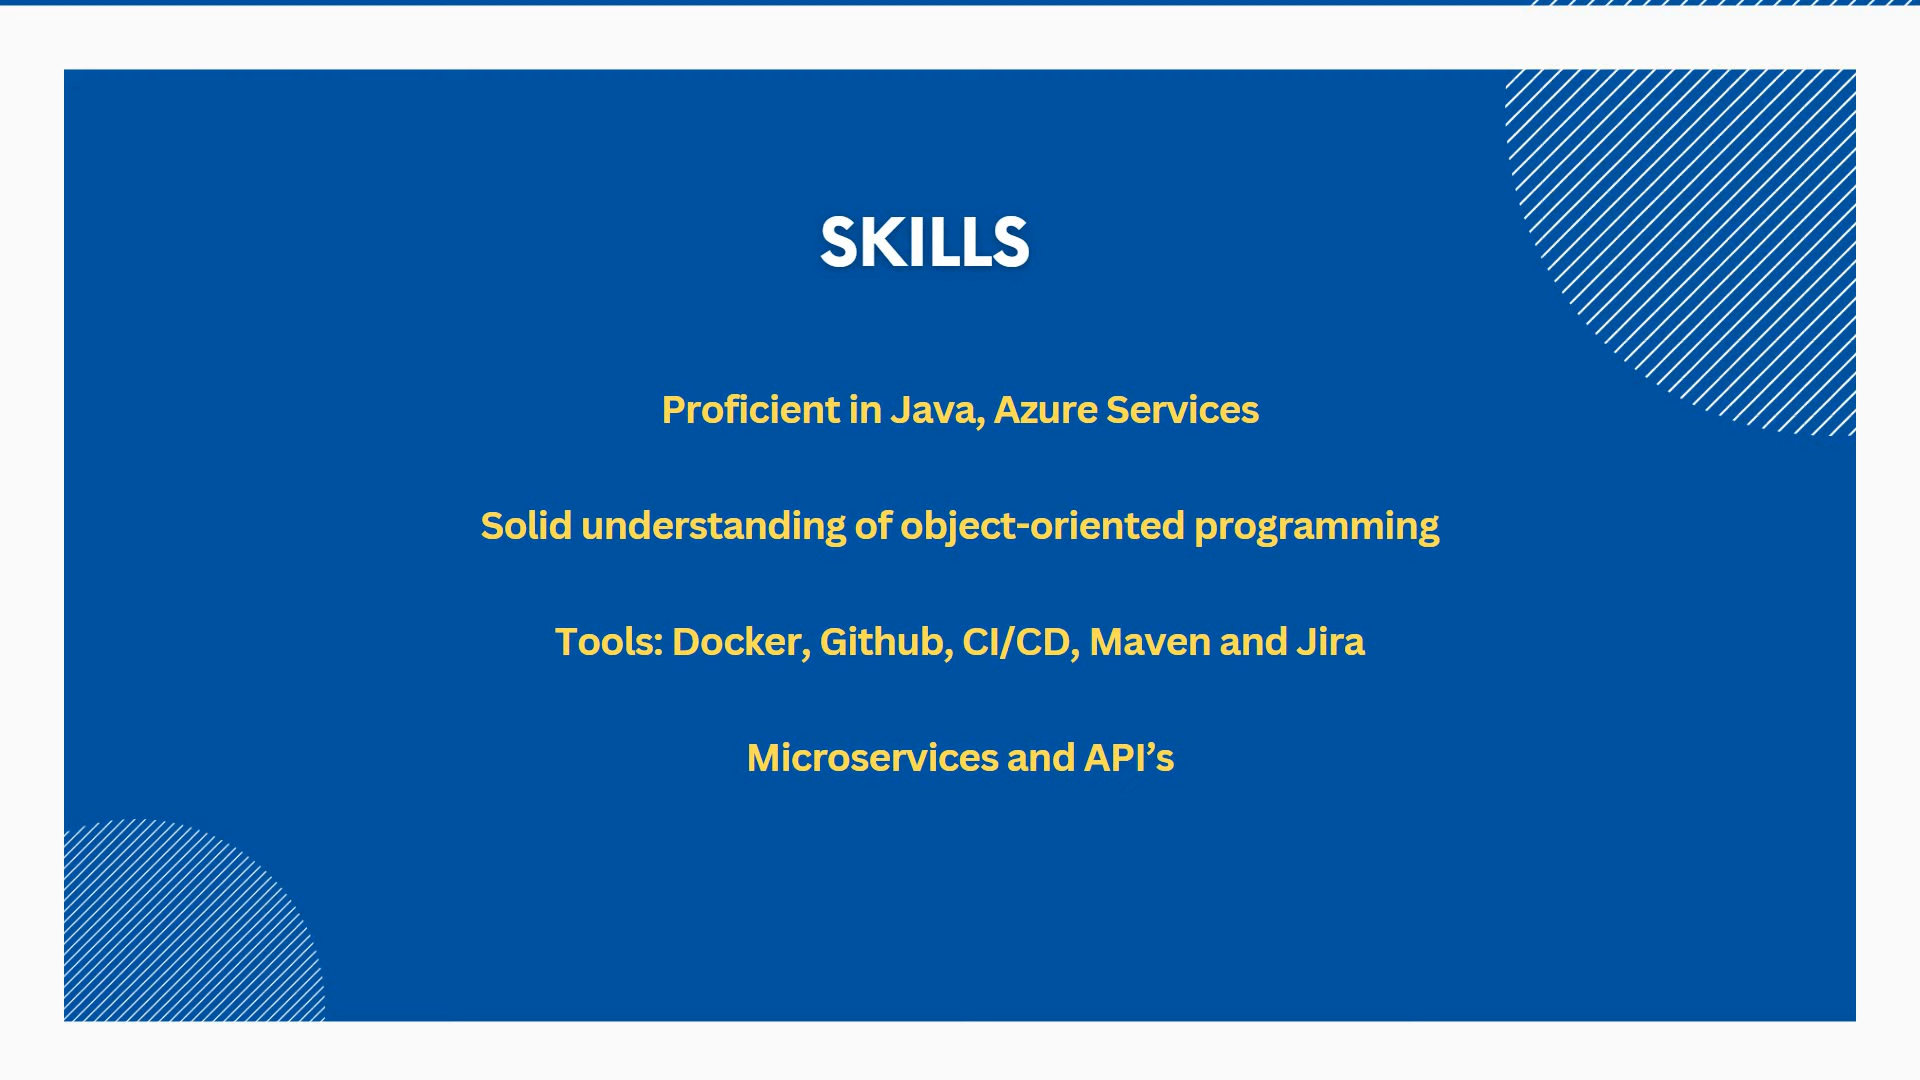 SKILLS
Proficient in Java, Azure Services
Solid understanding of object-oriented programming
Tools: Docker, Github, CI/CD, Maven and Jira
Microservices and API’s